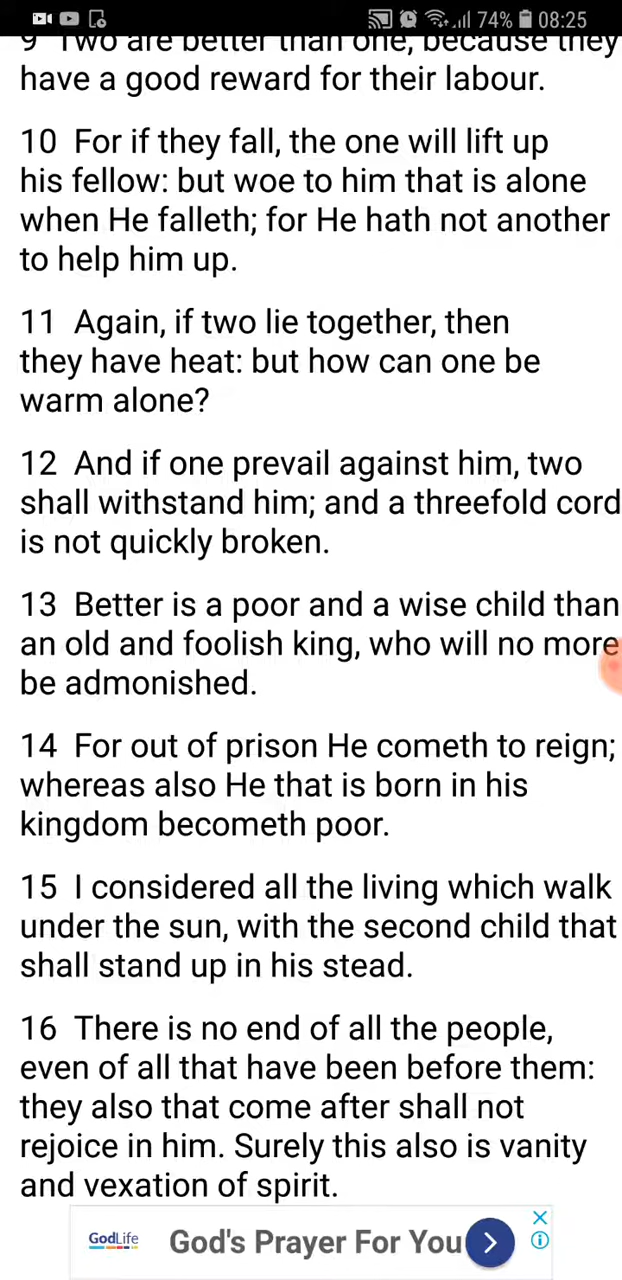 74% 08:25
9 Two are better than one, because they
have a good reward for their labour.
10 For if they fall, the one will lift up
his fellow: but woe to him that is alone
when He falleth; for He hath not another
to help him up.
11 Again, if two lie together, then
they have heat: but how can one be
warm alone?
12 And if one prevail against him, two
shall withstand him; and a threefold cord
is not quickly broken.
13 Better is a poor and a wise child than
an old and foolish king, who will no more
be admonished.
14 For out of prison He cometh to reign;
whereas also He that is born in his
kingdom becometh poor.
15 I considered all the living which walk
under the sun, with the second child that
shall stand up in his stead.
16 There is no end of all the people,
even of all that have been before them:
they also that come after shall not
rejoice in him. Surely this also is vanity
and vexation of spirit.
GodLife God's Prayer For You